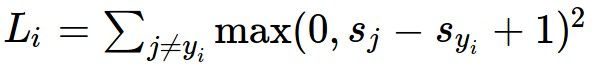 $L_i = \sum_{j \neq y_i} \max(0, s_j - s_{y_i} + 1)^2$